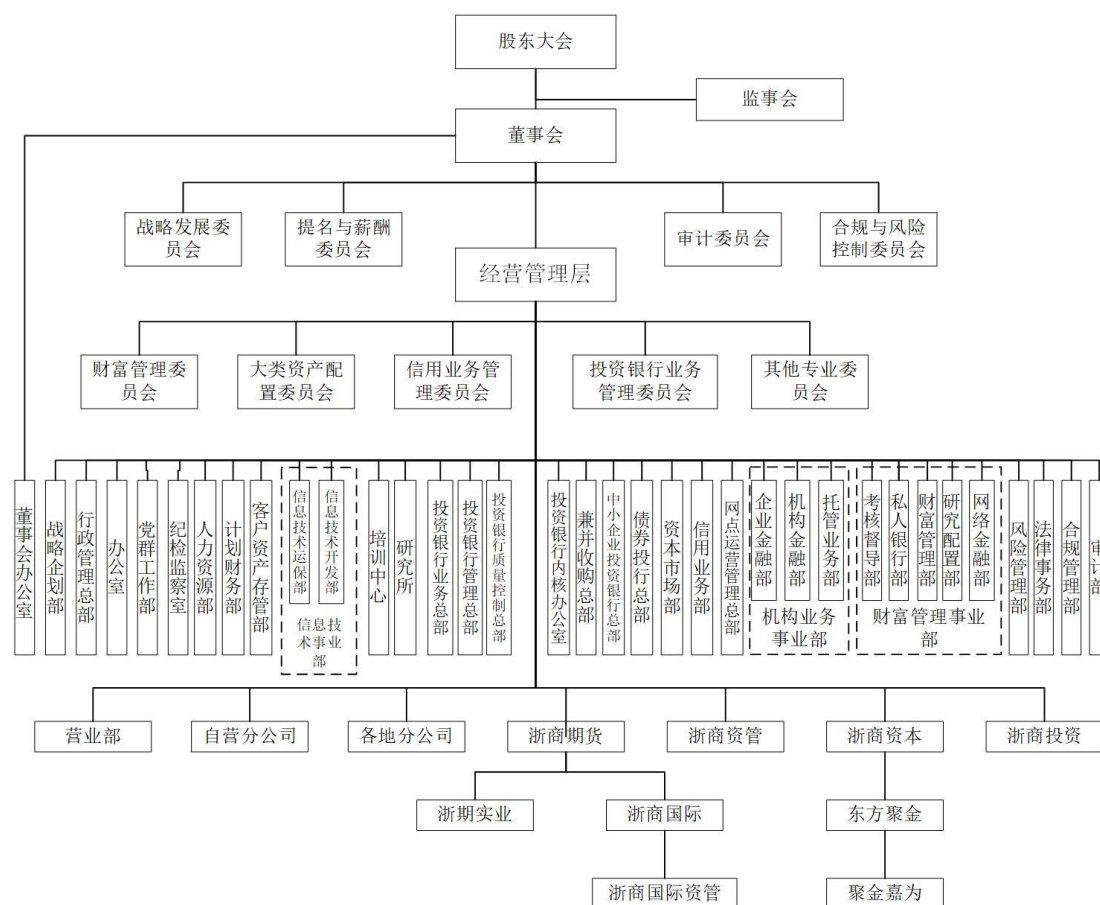 股东大会
监事会
董事会
战略发展委
员会
提名与薪酬
委员会
审计委员会
合规与风险
控制委员会
经营管理层
财富管理委
员会
大类资产配
置委员会
信用业务管
理委员会
投资银行业务
管理委员会
其他专业委
员会
董事会办公室
战略企划部
行政管理总部
办公室
党群工作部
纪检监察室
人力资源部
计划财务部
客户资产存管部
信息技术运保部
信息技术开发部
信息技
术事业
部
培训中心
研究所
投资银行业务总部
投资银行管理总部
投资银行质量控制总部
投资银行内核办公室
兼并收购总部
中小企业投资银行总部
债券投行总部
资本市场部
信用业务部
网点运营管理总部
企业金融部
机构金融部
托管业务部
机构业务
事业部
考核督导部
私人银行部
财富管理部
研究配置部
网络金融部
财富管理事业
部
风险管理部
法律事务部
合规管理部
审计部
营业部
自营分公司
各地分公司
浙商期货
浙商资管
浙商资本
浙商投资
浙期实业
浙商国际
东方聚金
浙商国际资管
聚金嘉为